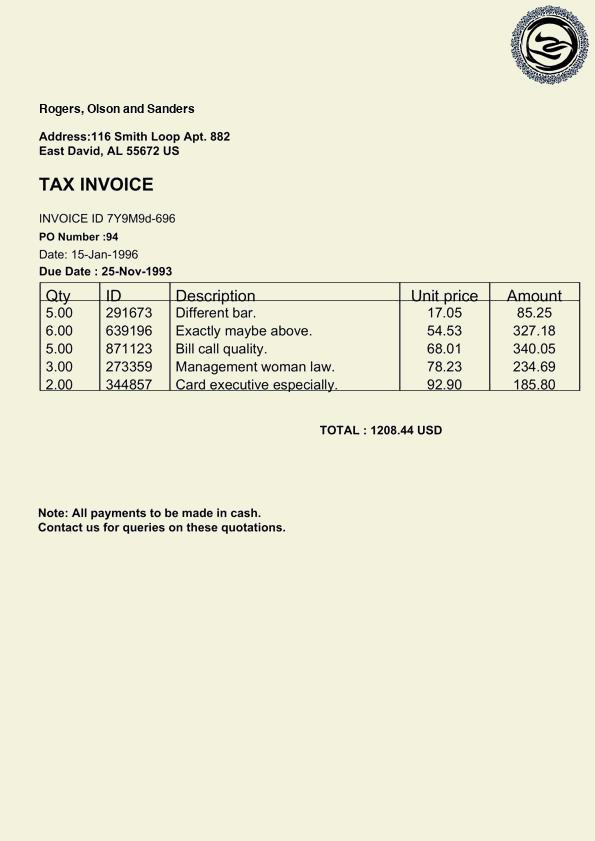 Rogers, Olson and Sanders
Address:116 Smith Loop Apt. 882
East David, AL 55672 US
TAX INVOICE
INVOICE ID 7Y9M9d-696
PO Number :94
Date: 15-Jan-1996
Due Date : 25-Nov-1993
Qty ID Description Unit price Amount
5.00 291673 Different bar. 17.05 85.25
6.00 639196 Exactly maybe above. 54.53 327.18
5.00 871123 Bill call quality. 68.01 340.05
3.00 273359 Management woman law. 78.23 234.69
2.00 344857 Card executive especially. 92.90 185.80
TOTAL : 1208.44 USD
Note: All payments to be made in cash.
Contact us for queries on these quotations.